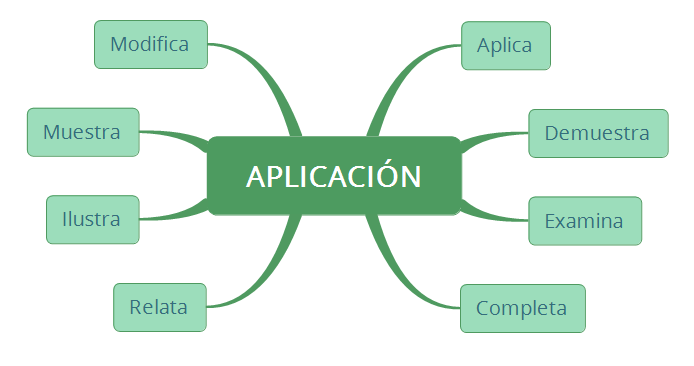 Modifica
Aplica
Muestra
Demuestra
APLICACIÓN
Ilustra
Examina
Relata
Completa